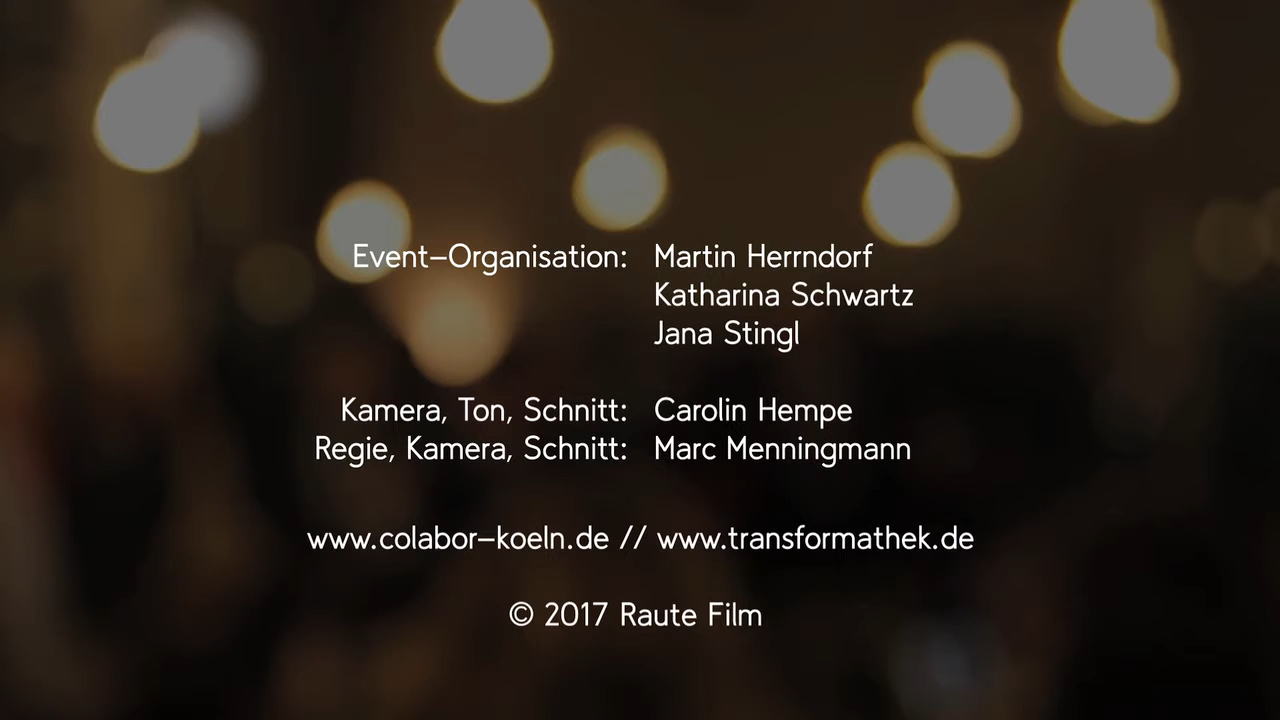 Event–Organisation: Martin Herrndorf
Katharina Schwartz
Jana Stingl
Kamera, Ton, Schnitt: Carolin Hempe
Regie, Kamera, Schnitt: Marc Menningmann
www.colabor–koeln.de // www.transformathek.de
© 2017 Raute Film